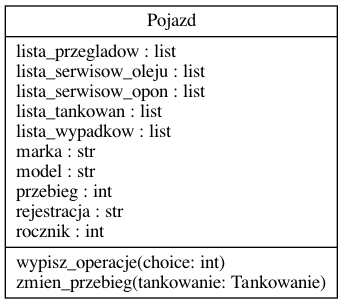 Pojazd
lista_przegladow : list
lista_serwisow_oleju : list
lista_serwisow_opon : list
lista_tankowan : list
lista_wypadkow : list
marka : str
model : str
przebieg : int
rejestracja : str
rocznik : int
wypisz_operacje(choice: int)
zmien_przebieg(tankowanie: Tankowanie)